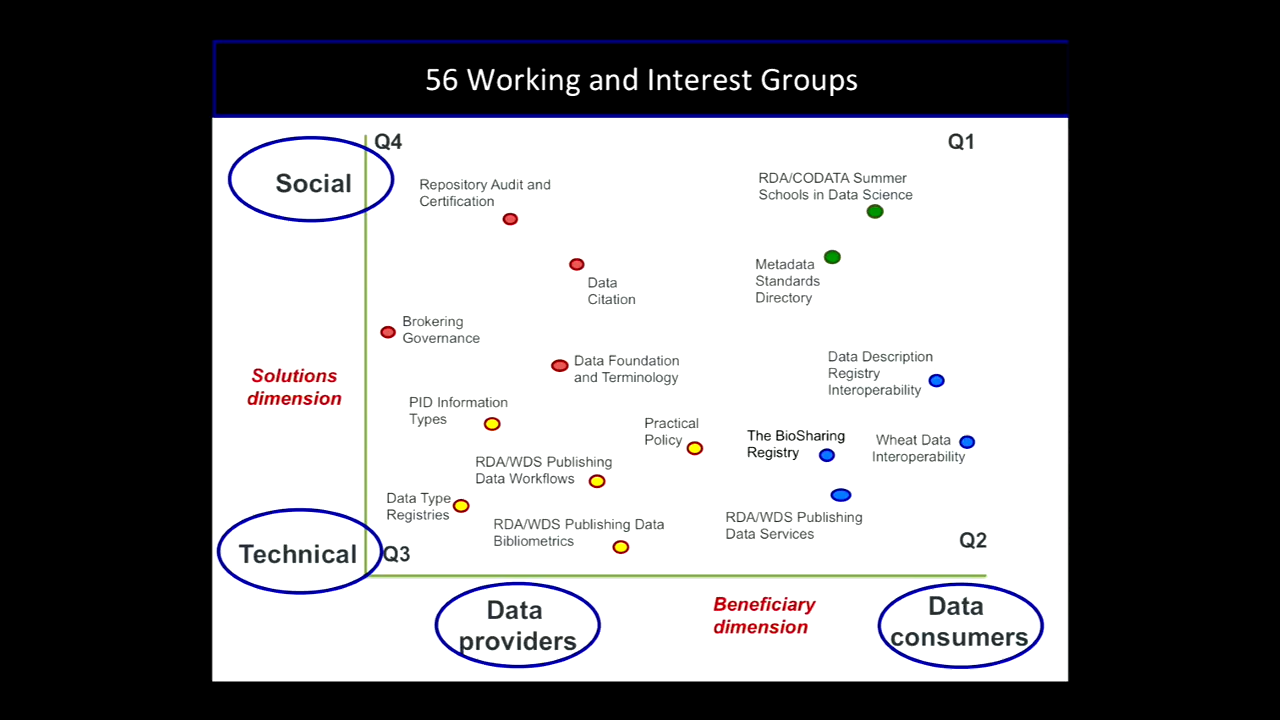 56 Working and Interest Groups
Q4
Q1
Social
Repository Audit and
Certification
RDA/CODATA Summer
Schools in Data Science
Data
Citation
Metadata
Standards
Directory
Brokering
Governance
Data Foundation
and Terminology
Data Description
Registry
Interoperability
Solutions
dimension
PID Information
Types
Practical
Policy
The BioSharing
Registry
Wheat Data
Interoperability
RDA/WDS Publishing
Data Workflows
Data Type
Registries
RDA/WDS Publishing Data
Bibliometrics
RDA/WDS Publishing
Data Services
Technical
Q3
Q2
Data
providers
Beneficiary
dimension
Data
consumers